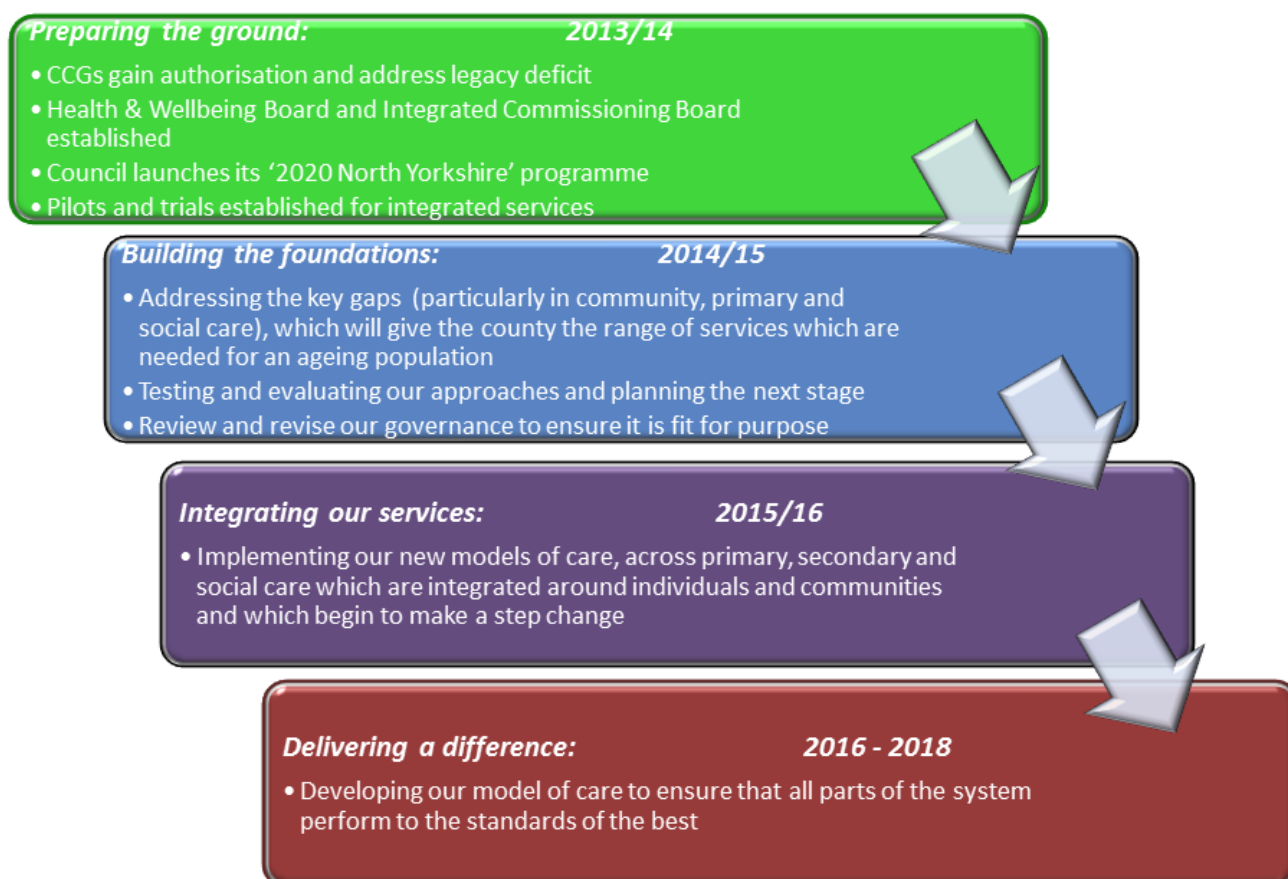 Preparing the ground: 2013/14
• CCGs gain authorisation and address legacy deficit
• Health & Wellbeing Board and Integrated Commissioning Board
established
• Council launches its ‘2020 North Yorkshire’ programme
• Pilots and trials established for integrated services
Building the foundations: 2014/15
• Addressing the key gaps (particularly in community, primary and
social care), which will give the county the range of services which are
needed for an ageing population
• Testing and evaluating our approaches and planning the next stage
• Review and revise our governance to ensure it is fit for purpose
Integrating our services: 2015/16
• Implementing our new models of care, across primary, secondary and
social care which are integrated around individuals and communities
and which begin to make a step change
Delivering a difference: 2016 - 2018
• Developing our model of care to ensure that all parts of the system
perform to the standards of the best